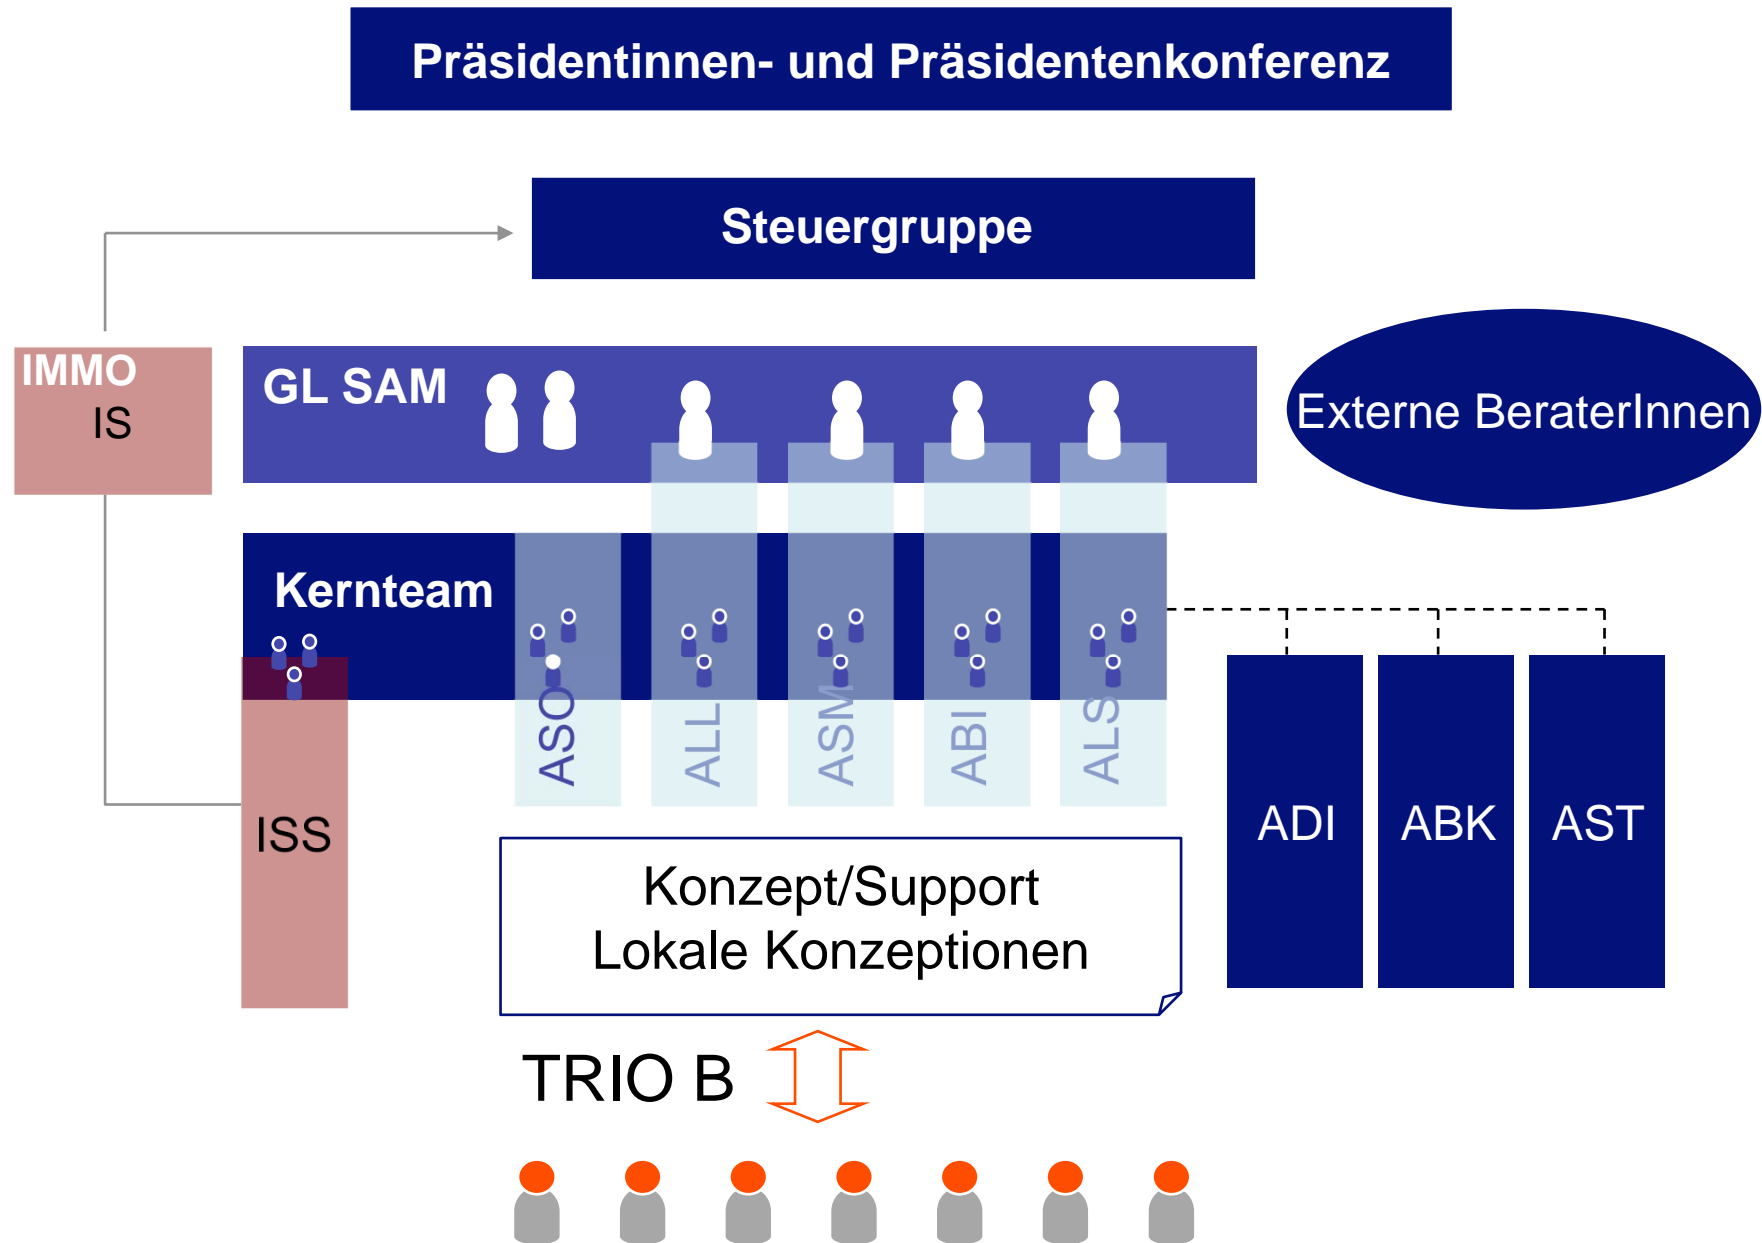 Präsidentinnen- und Präsidentenkonferenz
Steuergruppe
IMMO
IS
GL SAM
Externe BeraterInnen
Kernteam
ASO
ALL
ASM
ABI
ALS
ISS
ADI
ABK
AST
Konzept/Support
Lokale Konzeptionen
TRIO B